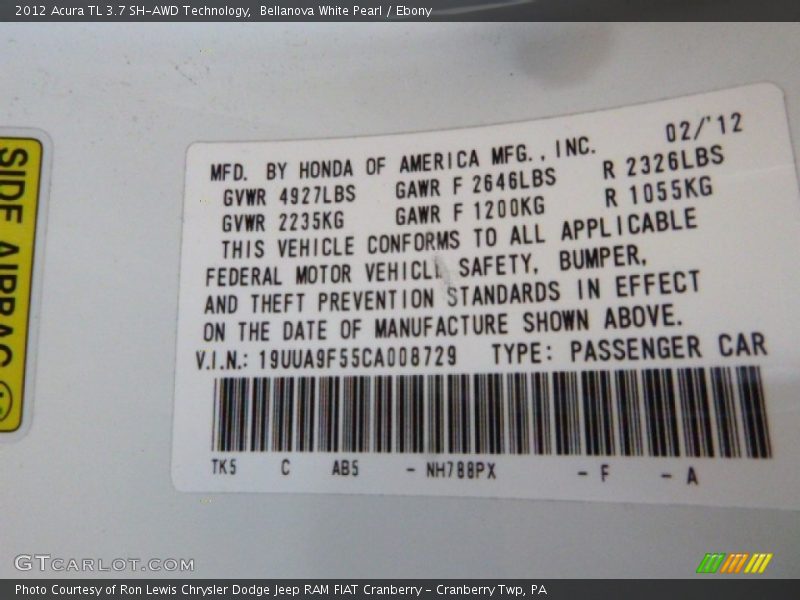 2012 Acura TL 3.7 SH-AWD Technology,  Bellanova White Pearl / Ebony
02/'12
MFD. BY HONDA OF AMERICA MFG., INC.
GVWR 4927LBS GAWR F 2646LBS R 2326LBS
GVWR 2235KG GAWR F 1200KG R 1055KG
THIS VEHICLE CONFORMS TO ALL APPLICABLE
FEDERAL MOTOR VEHICLE SAFETY, BUMPER,
AND THEFT PREVENTION STANDARDS IN EFFECT
ON THE DATE OF MANUFACTURE SHOWN ABOVE.
V.I.N.: 19UUA9F55CA008729 TYPE: PASSENGER CAR
TK5 C AB5 - NH788PX - F - A
SIDE AIRBAG
GTCARLOT.COM
Photo Courtesy of Ron Lewis Chrysler Dodge Jeep RAM FIAT Cranberry - Cranberry Twp, PA